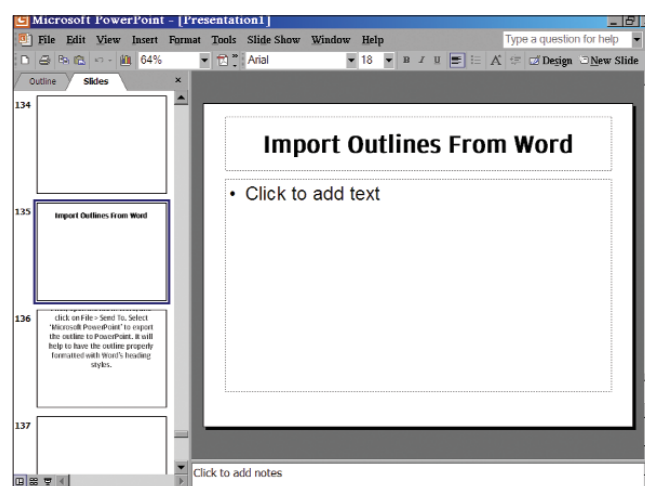 Microsoft PowerPoint - [Presentation1]
File Edit View Insert Format Tools Slide Show Window Help Type a question for help
64% Arial 18 B I U A Design New Slide
Outline Slides ×
134
135
Import Outlines From Word
136
click on File > Send To. Select
'Microsoft PowerPoint' to export
the outline to PowerPoint. It will
help to have the outline properly
formatted with Word's heading
styles.
137
Import Outlines From Word
• Click to add text
Click to add notes